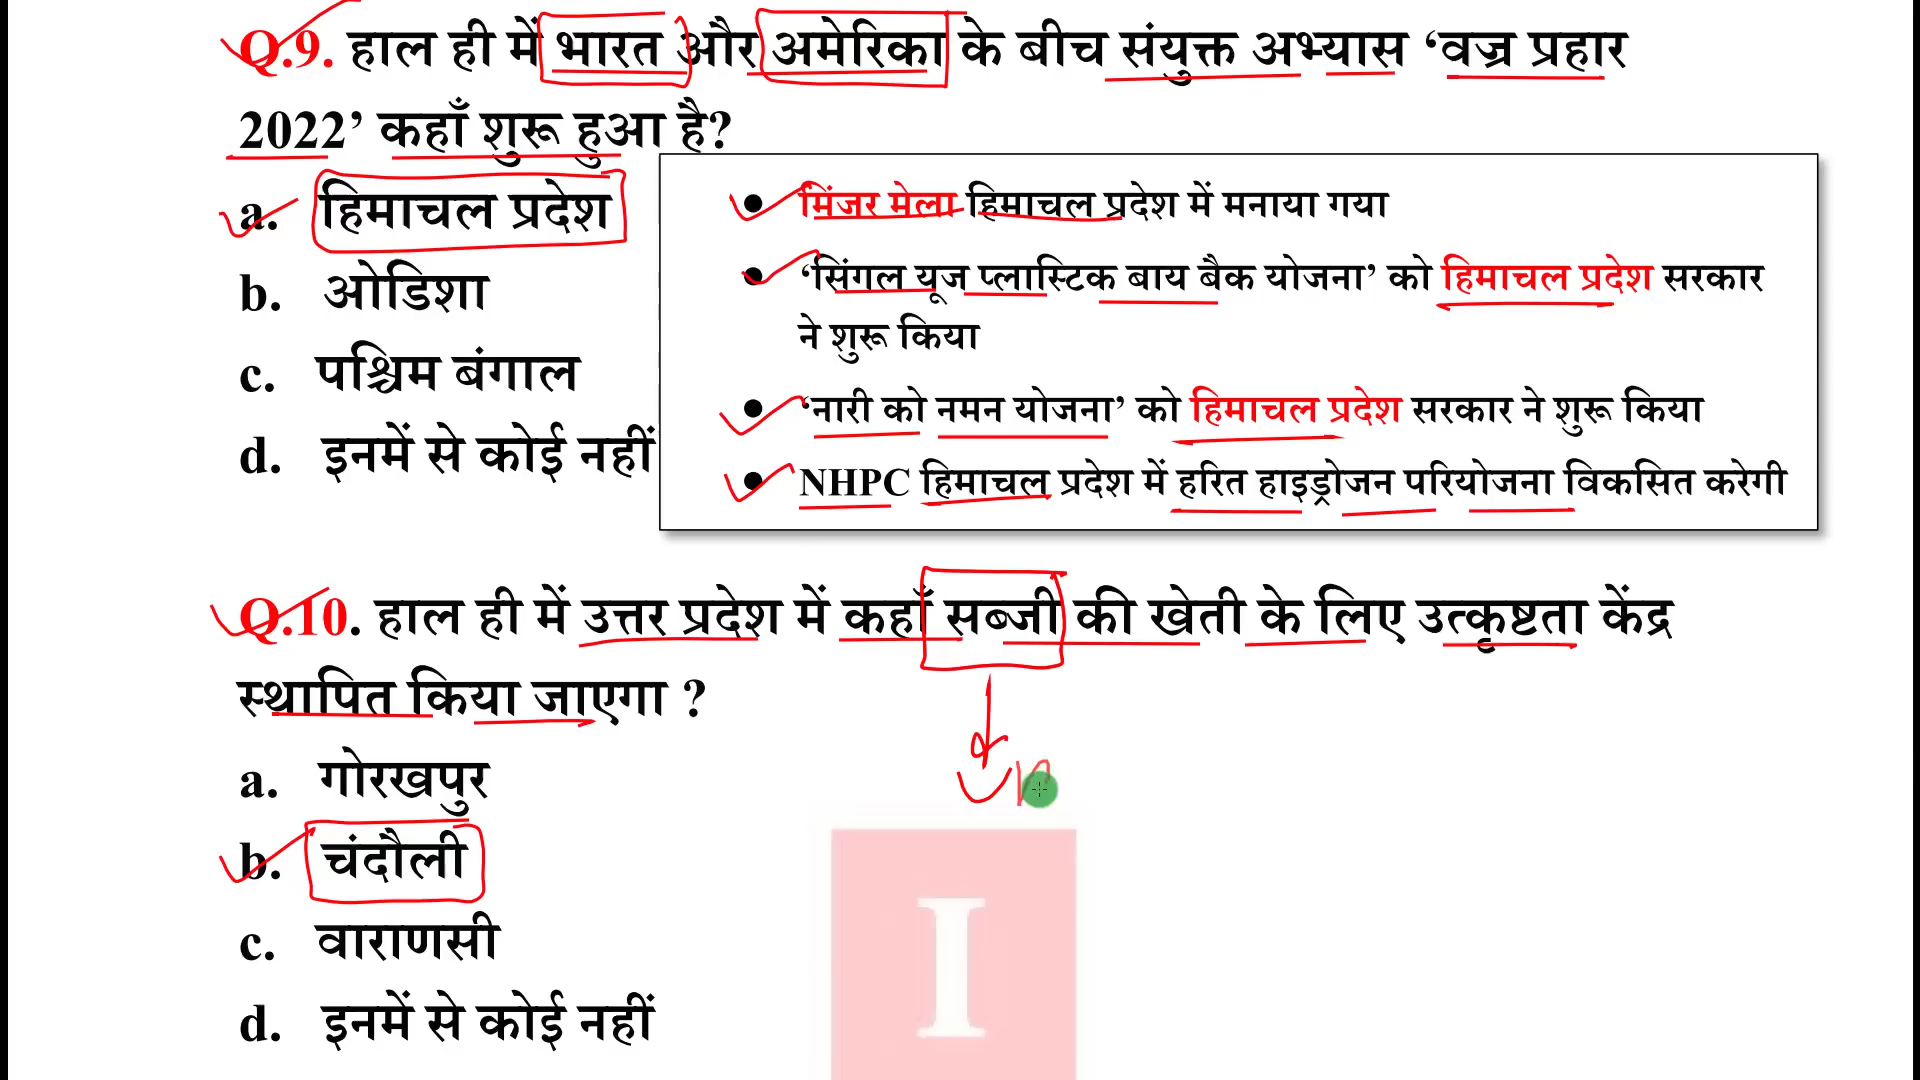 Q.9. हाल ही में भारत और अमेरिका के बीच संयुक्त अभ्यास ‘वज्र प्रहार
2022’ कहाँ शुरू हुआ है?
a. हिमाचल प्रदेश
b. ओडिशा
c. पश्चिम बंगाल
d. इनमें से कोई नहीं
● मिंजर मेला हिमाचल प्रदेश में मनाया गया
● ‘सिंगल यूज प्लास्टिक बाय बैक योजना’ को हिमाचल प्रदेश सरकार
ने शुरू किया
● ‘नारी को नमन योजना’ को हिमाचल प्रदेश सरकार ने शुरू किया
● NHPC हिमाचल प्रदेश में हरित हाइड्रोजन परियोजना विकसित करेगी
Q.10. हाल ही में उत्तर प्रदेश में कहाँ सब्जी की खेती के लिए उत्कृष्टता केंद्र
स्थापित किया जाएगा ?
a. गोरखपुर
b. चंदौली
c. वाराणसी
d. इनमें से कोई नहीं
I